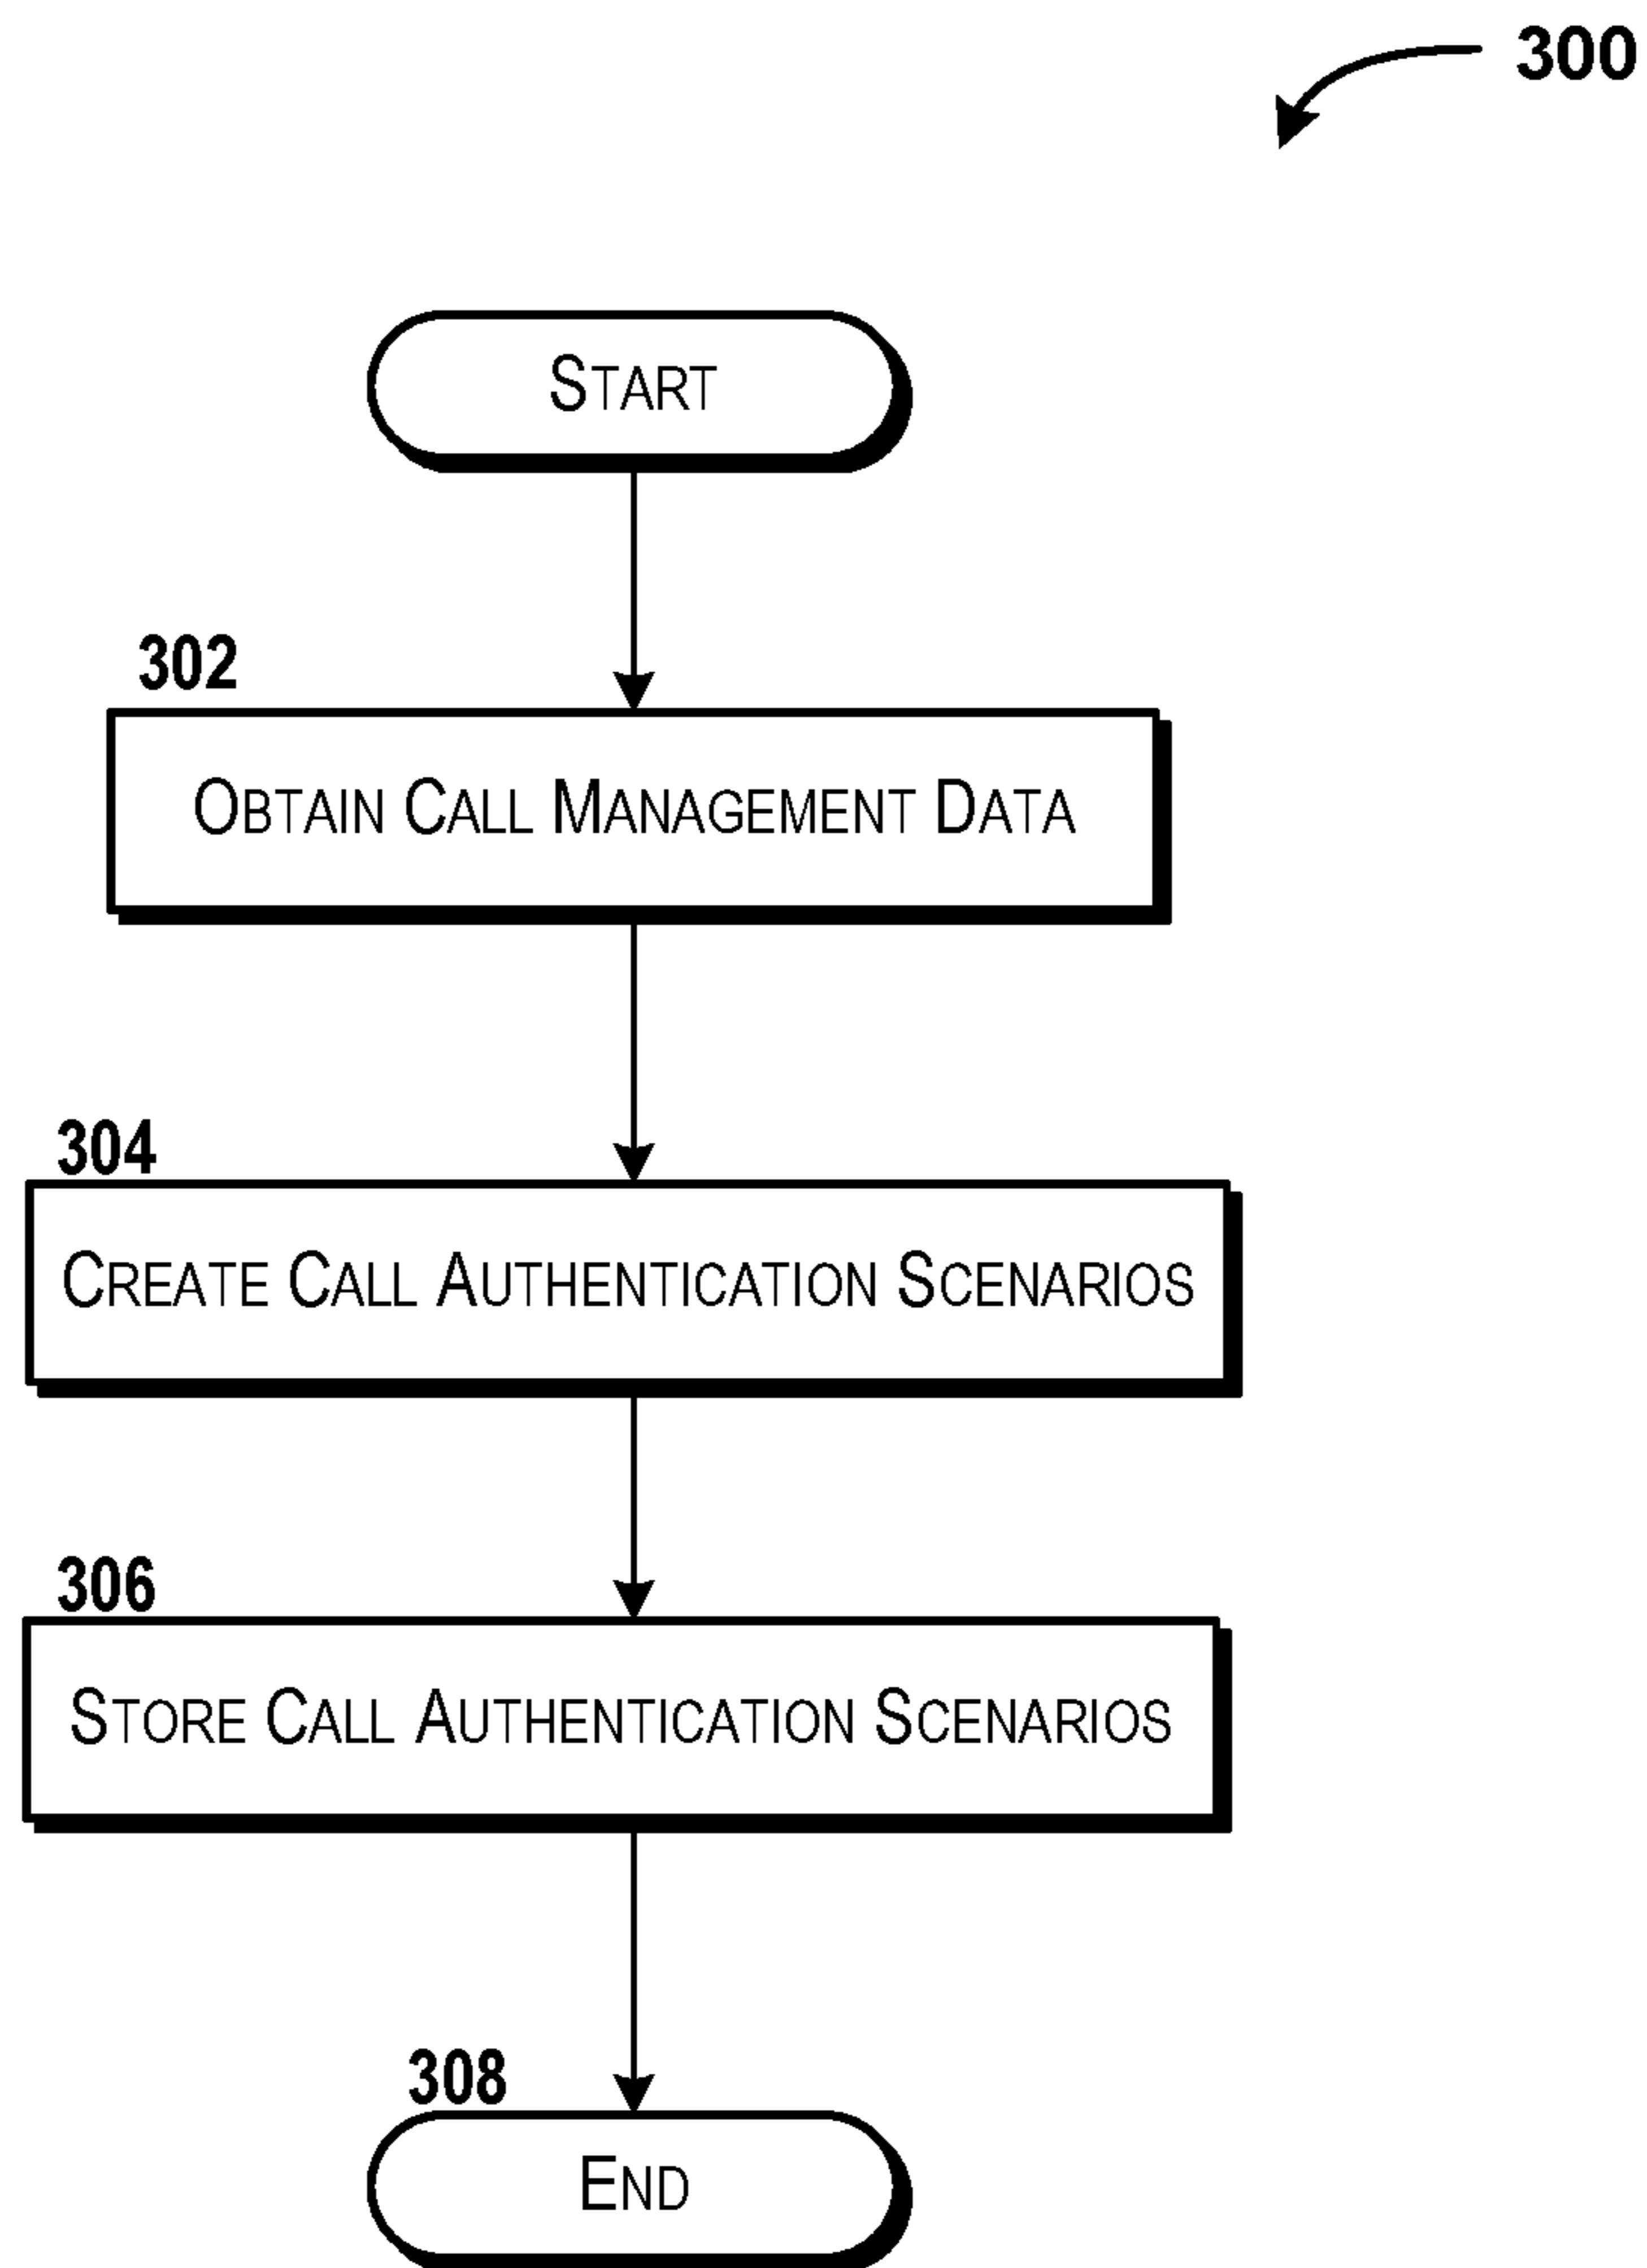 300
START
302
OBTAIN CALL MANAGEMENT DATA
304
CREATE CALL AUTHENTICATION SCENARIOS
306
STORE CALL AUTHENTICATION SCENARIOS
308
END